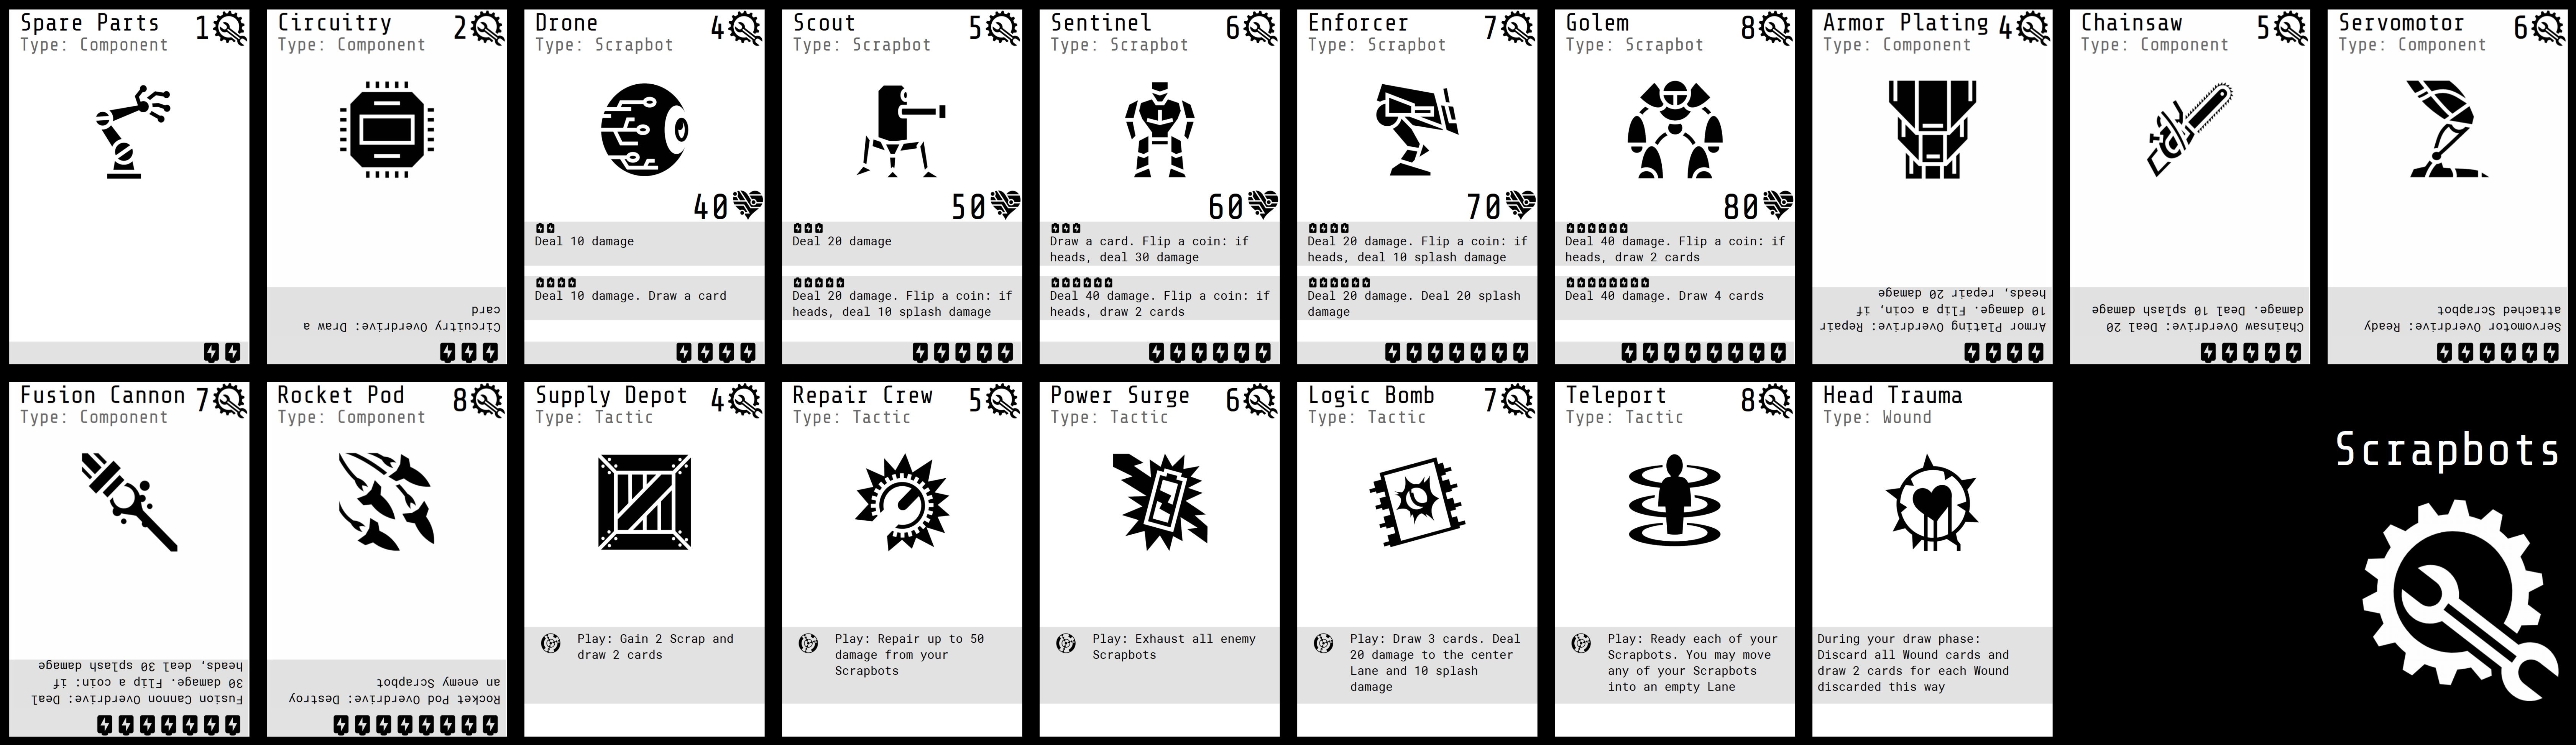 Spare Parts 1
Type: Component
Circuitry 2
Type: Component
card
Circuitry Overdrive: Draw a
Drone 4
Type: Scrapbot
40
Deal 10 damage
Deal 10 damage. Draw a card
Scout 5
Type: Scrapbot
50
Deal 20 damage
Deal 20 damage. Flip a coin: if
heads, deal 10 splash damage
Sentinel 6
Type: Scrapbot
60
Draw a card. Flip a coin: if
heads, deal 30 damage
Deal 40 damage. Flip a coin: if
heads, draw 2 cards
Enforcer 7
Type: Scrapbot
70
Deal 20 damage. Flip a coin: if
heads, deal 10 splash damage
Deal 20 damage. Deal 20 splash
damage
Golem 8
Type: Scrapbot
80
Deal 40 damage. Flip a coin: if
heads, draw 2 cards
Deal 40 damage. Draw 4 cards
Armor Plating 4
Type: Component
Armor Plating Overdrive: Repair
10 damage. Flip a coin, if
heads, repair 20 damage
Chainsaw 5
Type: Component
Chainsaw Overdrive: Deal 20
damage. Deal 10 splash damage
Servomotor 6
Type: Component
Servomotor Overdrive: Ready
attached Scrapbot
Fusion Cannon 7
Type: Component
Fusion Cannon Overdrive: Deal
30 damage. Flip a coin: if
heads, deal 30 splash damage
Rocket Pod 8
Type: Component
Rocket Pod Overdrive: Destroy
an enemy Scrapbot
Supply Depot 4
Type: Tactic
Play: Gain 2 Scrap and
draw 2 cards
Repair Crew 5
Type: Tactic
Play: Repair up to 50
damage from your
Scrapbots
Power Surge 6
Type: Tactic
Play: Exhaust all enemy
Scrapbots
Logic Bomb 7
Type: Tactic
Play: Draw 3 cards. Deal
20 damage to the center
Lane and 10 splash
damage
Teleport 8
Type: Tactic
Play: Ready each of your
Scrapbots. You may move
any of your Scrapbots
into an empty Lane
Head Trauma
Type: Wound
During your draw phase:
Discard all Wound cards and
draw 2 cards for each Wound
discarded this way
Scrapbots